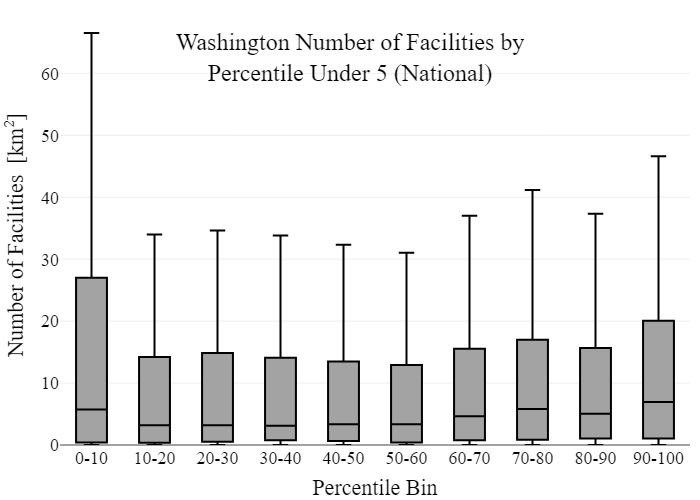 Washington Number of Facilities by
Percentile Under 5 (National)
Number of Facilities [km²]
60
50
40
30
20
10
0
0-10 10-20 20-30 30-40 40-50 50-60 60-70 70-80 80-90 90-100
Percentile Bin